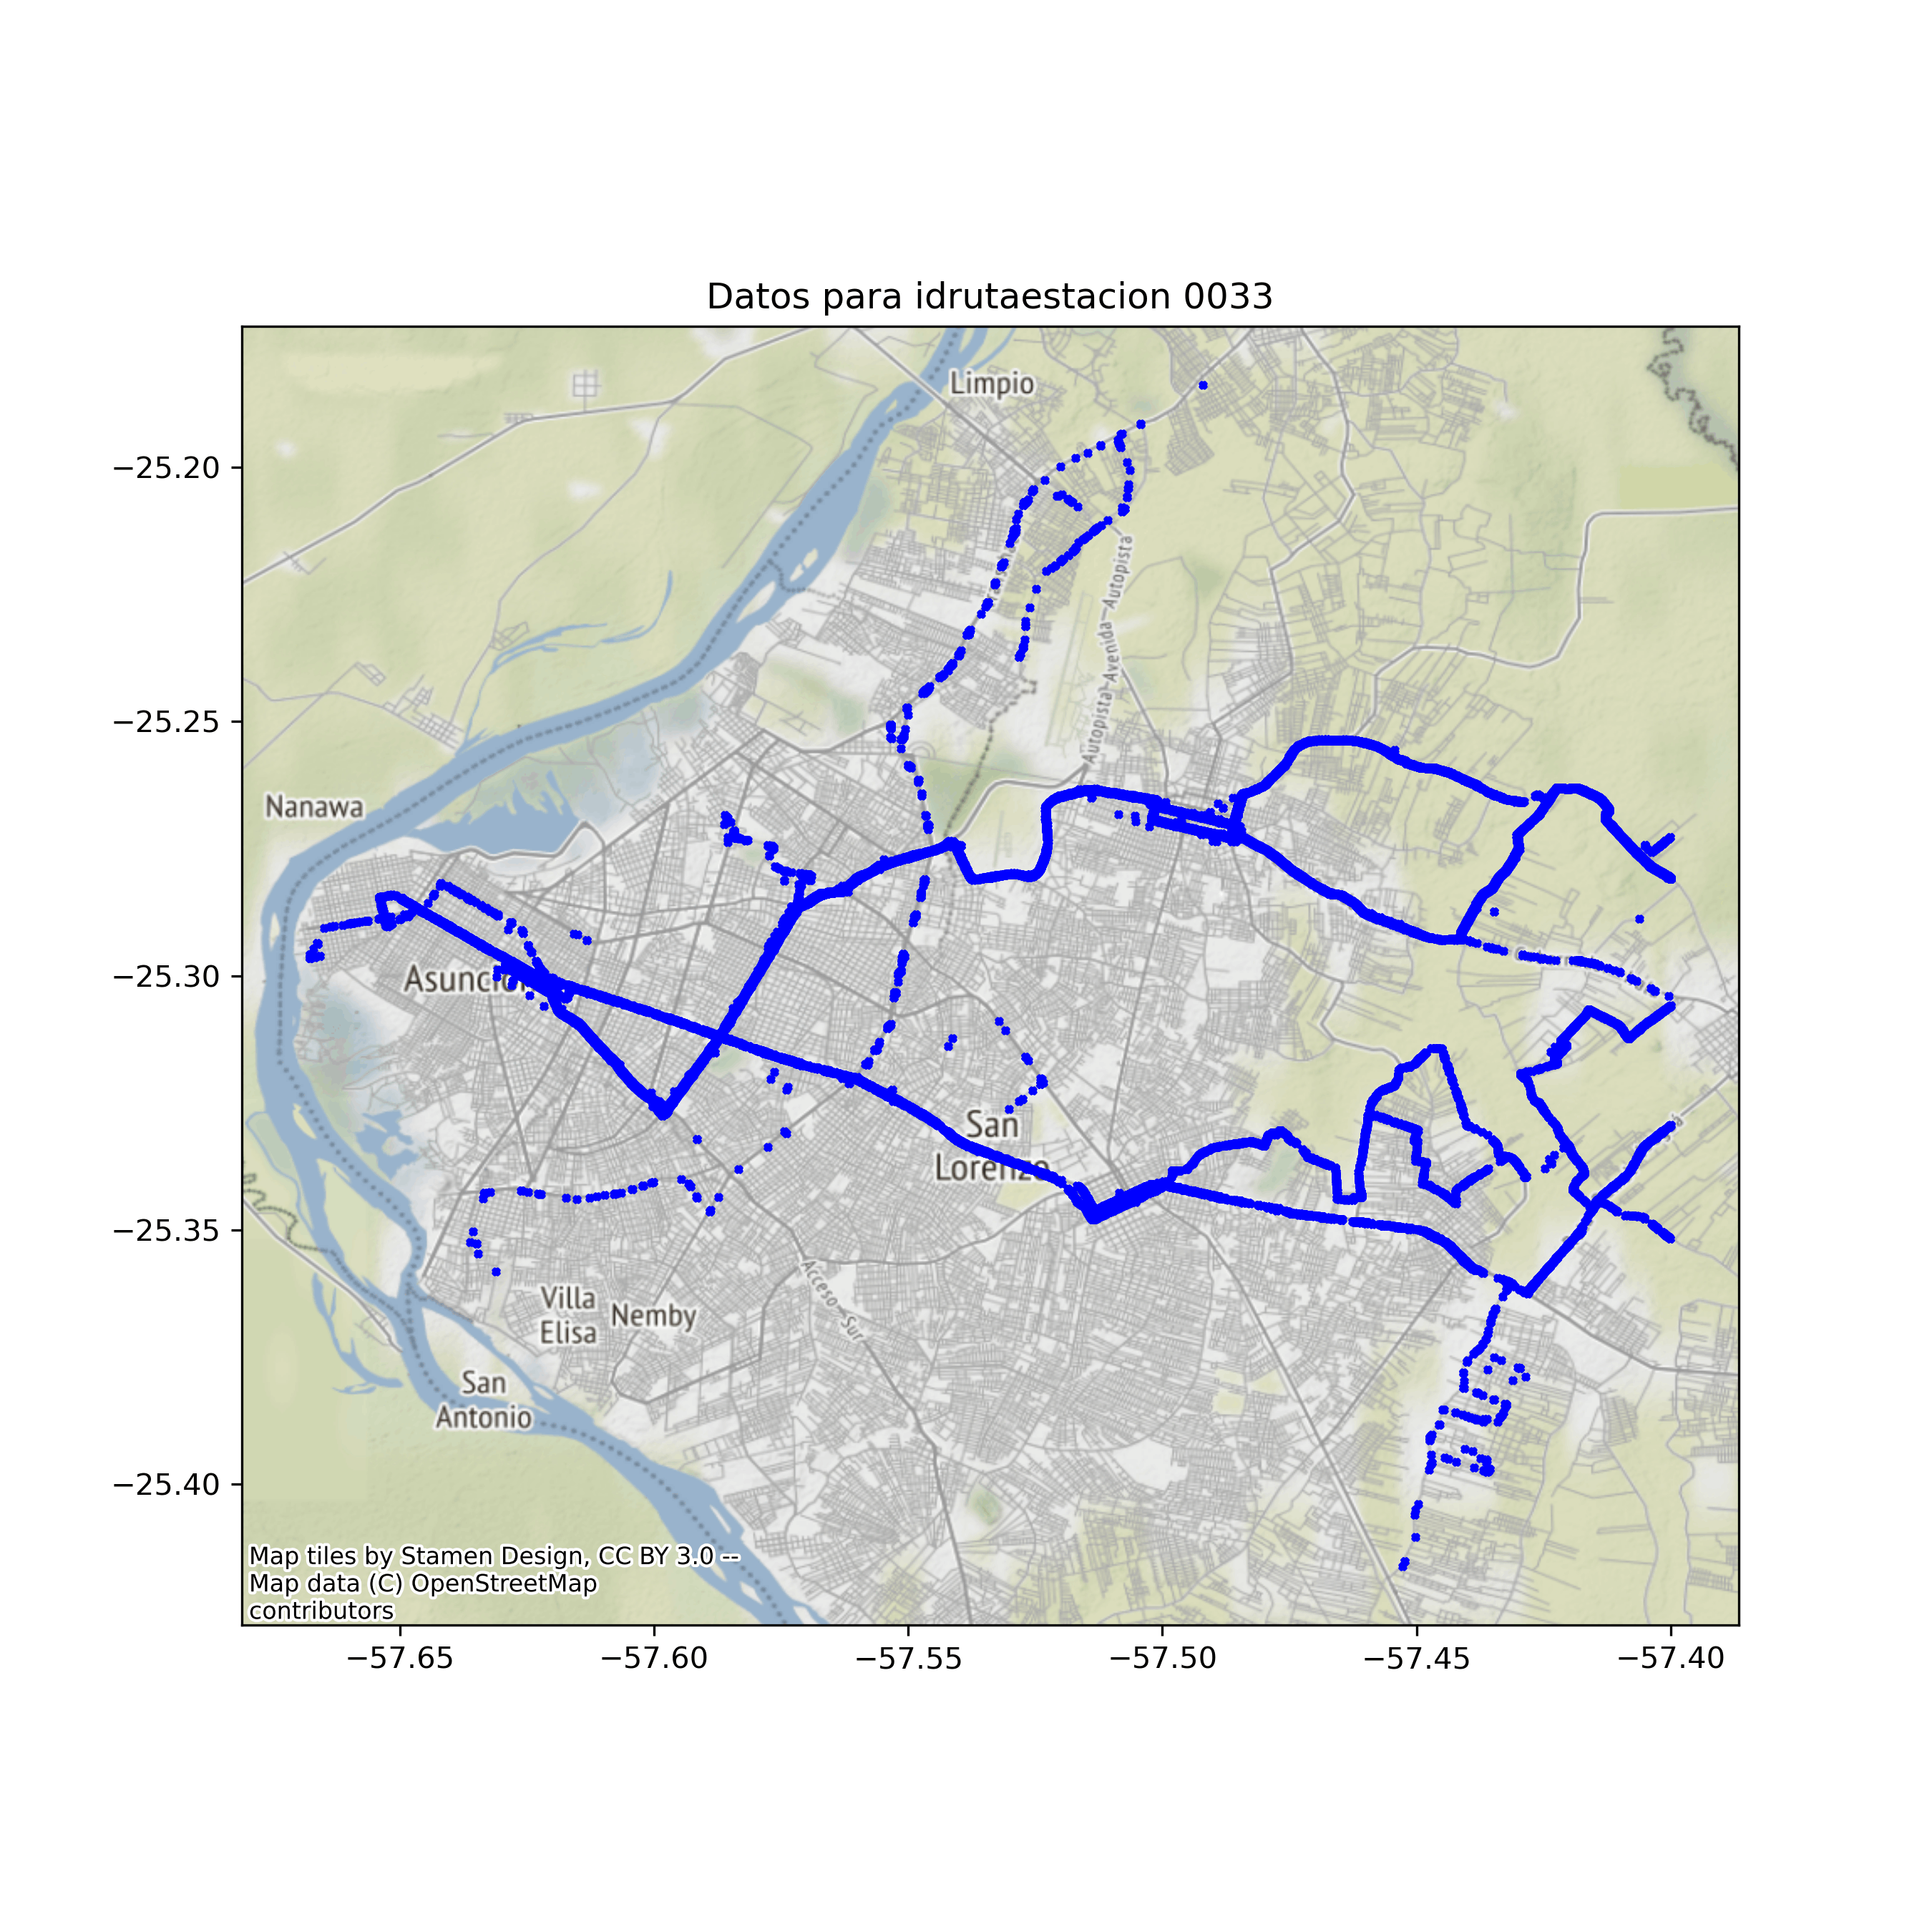 Datos para idrutaestacion 0033
Limpio
−25.20
Autopista-Avenida-Autopista
−25.25
Nanawa
−25.30
Asuncion
San
Lorenzo
−25.35
Acceso-Sur
Villa
Elisa
Nemby
San
Antonio
−25.40
Map tiles by Stamen Design, CC BY 3.0 --
Map data (C) OpenStreetMap
contributors
−57.65
−57.60
−57.55
−57.50
−57.45
−57.40